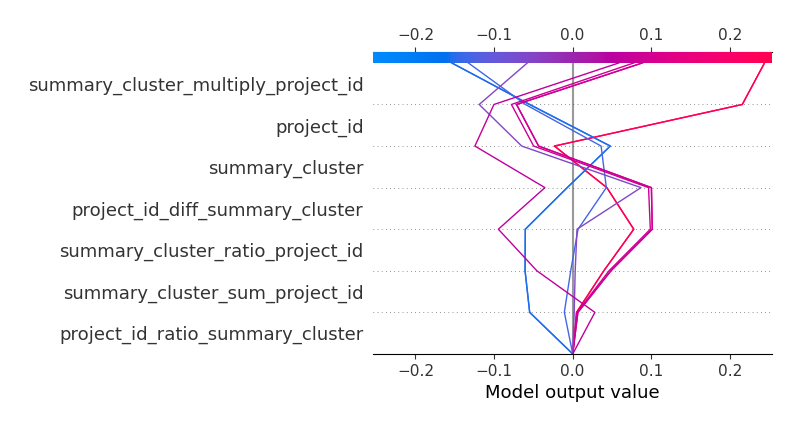 −0.2 −0.1 0.0 0.1 0.2
summary_cluster_multiply_project_id
project_id
summary_cluster
project_id_diff_summary_cluster
summary_cluster_ratio_project_id
summary_cluster_sum_project_id
project_id_ratio_summary_cluster
−0.2 −0.1 0.0 0.1 0.2
Model output value